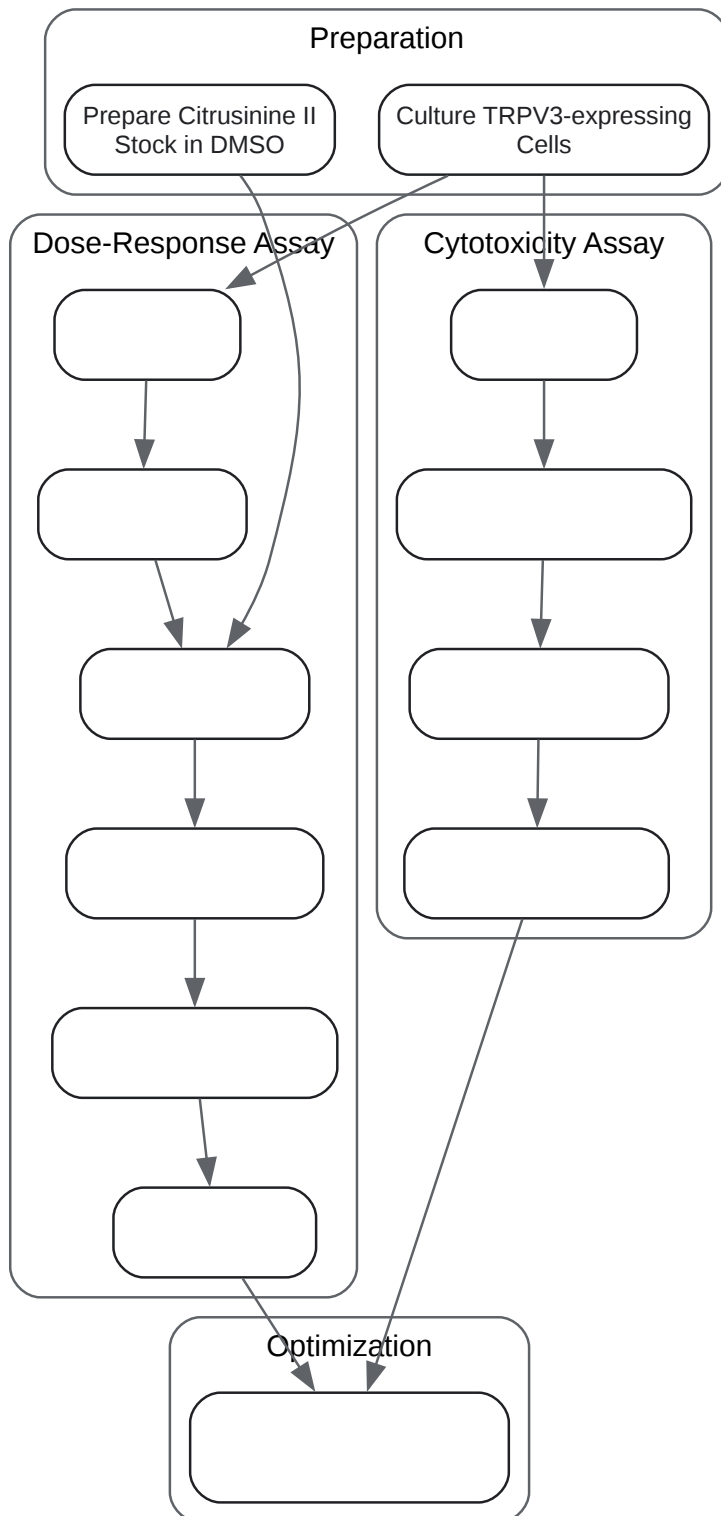 Preparation
Prepare Citrusinine II
Stock in DMSO
Culture TRPV3-expressing
Cells
Dose-Response Assay
Cytotoxicity Assay
Optimization